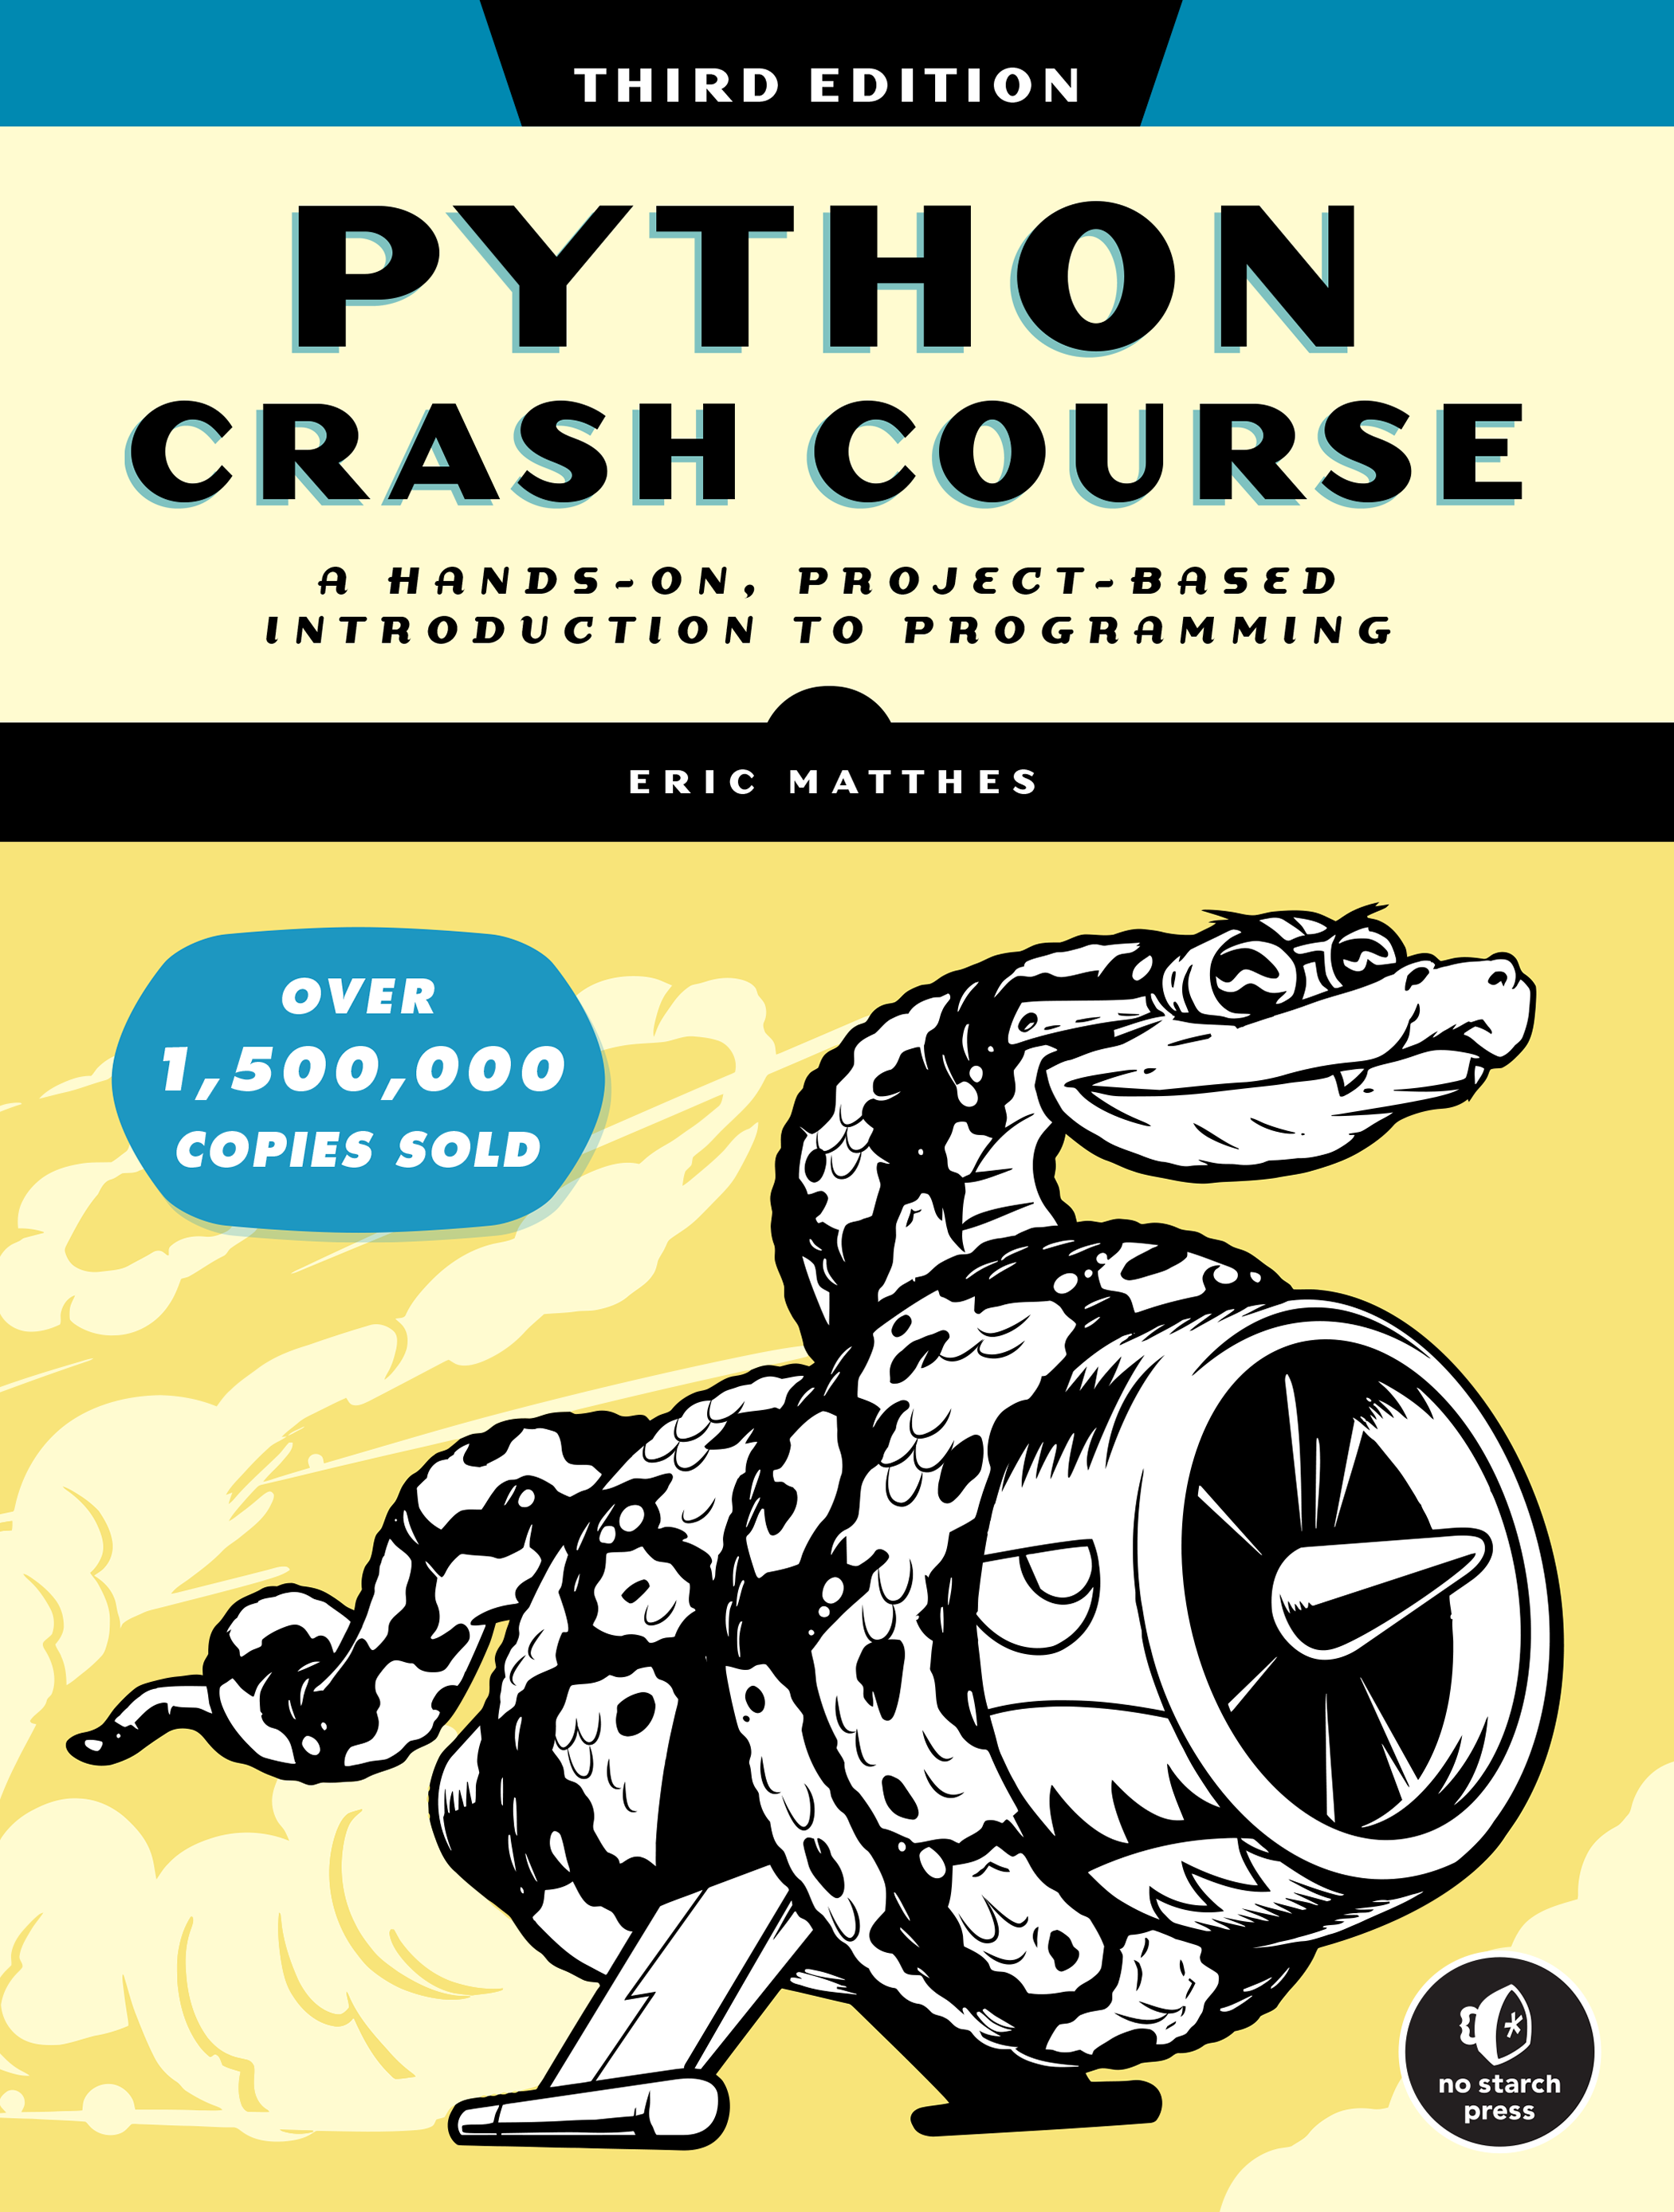 THIRD EDITION
PYTHON
CRASH COURSE
A HANDS-ON, PROJECT-BASED
INTRODUCTION TO PROGRAMMING
ERIC MATTHES
OVER
1,500,000
COPIES SOLD
no starch
press